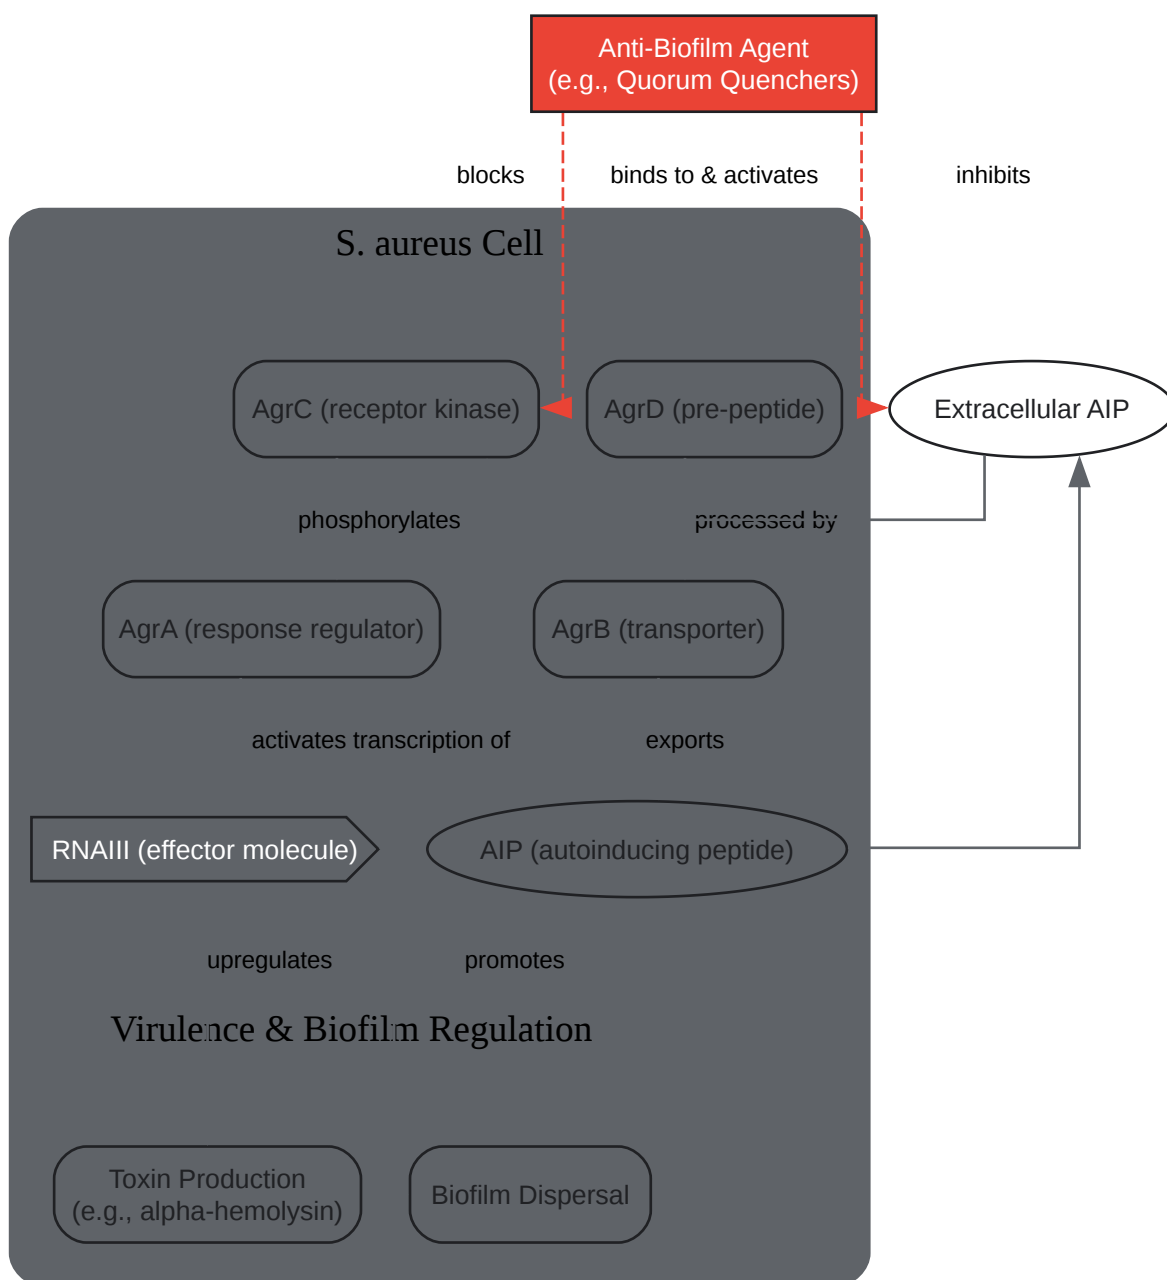 Anti-Biofilm Agent
(e.g., Quorum Quenchers)
blocks
binds to & activates
inhibits
S. aureus Cell
AgrC (receptor kinase)
AgrD (pre-peptide)
Extracellular AIP
phosphorylates
processed by
AgrA (response regulator)
AgrB (transporter)
activates transcription of
exports
RNAIII (effector molecule)
AIP (autoinducing peptide)
upregulates
promotes
Virulence & Biofilm Regulation
Toxin Production
(e.g., alpha-hemolysin)
Biofilm Dispersal